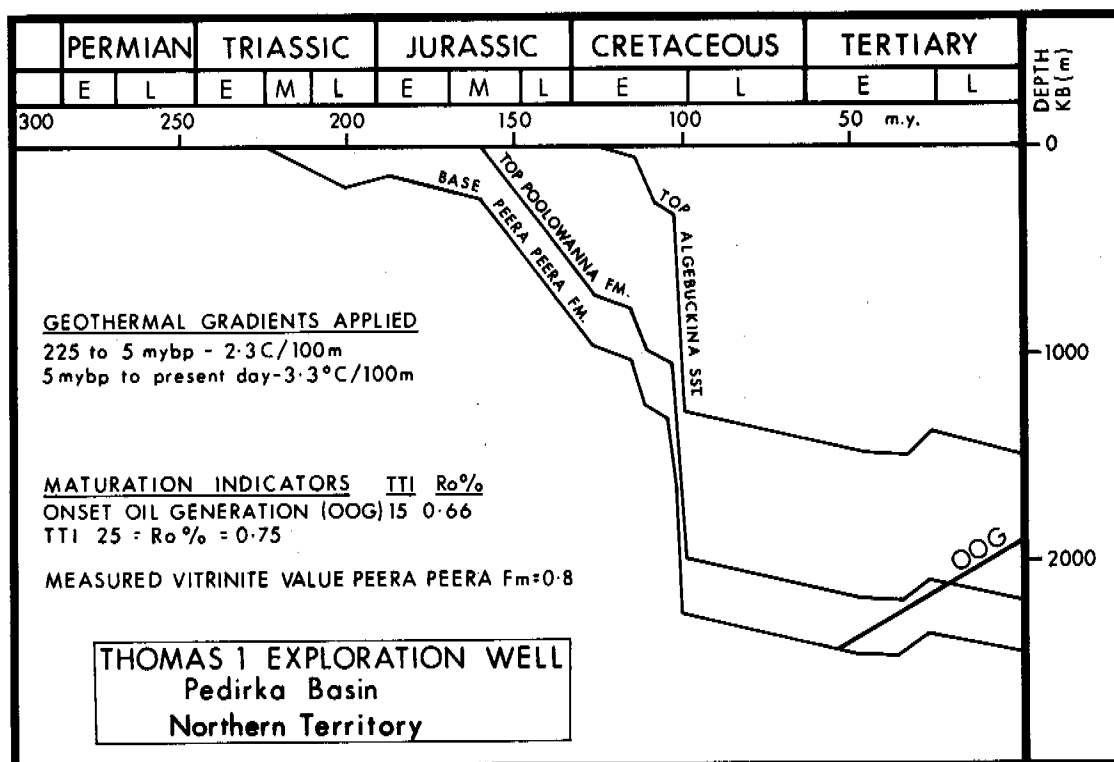 PERMIAN TRIASSIC JURASSIC CRETACEOUS TERTIARY
E L E M L E M L E L E L
DEPTH
KB(m)
300 250 200 150 100 50 m.y.
0
1000
2000
BASE PEERA PEERA FM.
TOP POOLOWANNA FM.
TOP ALGEBUCKINA SST.
OOG
GEOTHERMAL GRADIENTS APPLIED
225 to 5 mybp - 2·3C/100m
5mybp to present day-3·3°C/100m
MATURATION INDICATORS TTI Ro%
ONSET OIL GENERATION (OOG) 15 0·66
TTI 25 = Ro% = 0·75
MEASURED VITRINITE VALUE PEERA PEERA Fm=0·8
THOMAS 1 EXPLORATION WELL
Pedirka Basin
Northern Territory